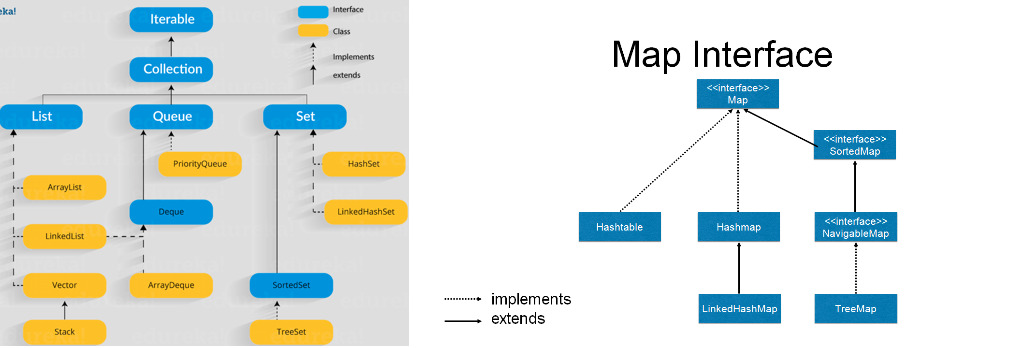 eka!
Iterable
Interface
Class
Implements
extends
Collection
List
Queue
Set
PriorityQueue
HashSet
ArrayList
Deque
LinkedHashSet
LinkedList
Vector
ArrayDeque
SortedSet
Stack
TreeSet
Map Interface
<<interface>>
Map
<<interface>>
SortedMap
Hashtable
Hashmap
<<interface>>
NavigableMap
LinkedHashMap
TreeMap
implements
extends